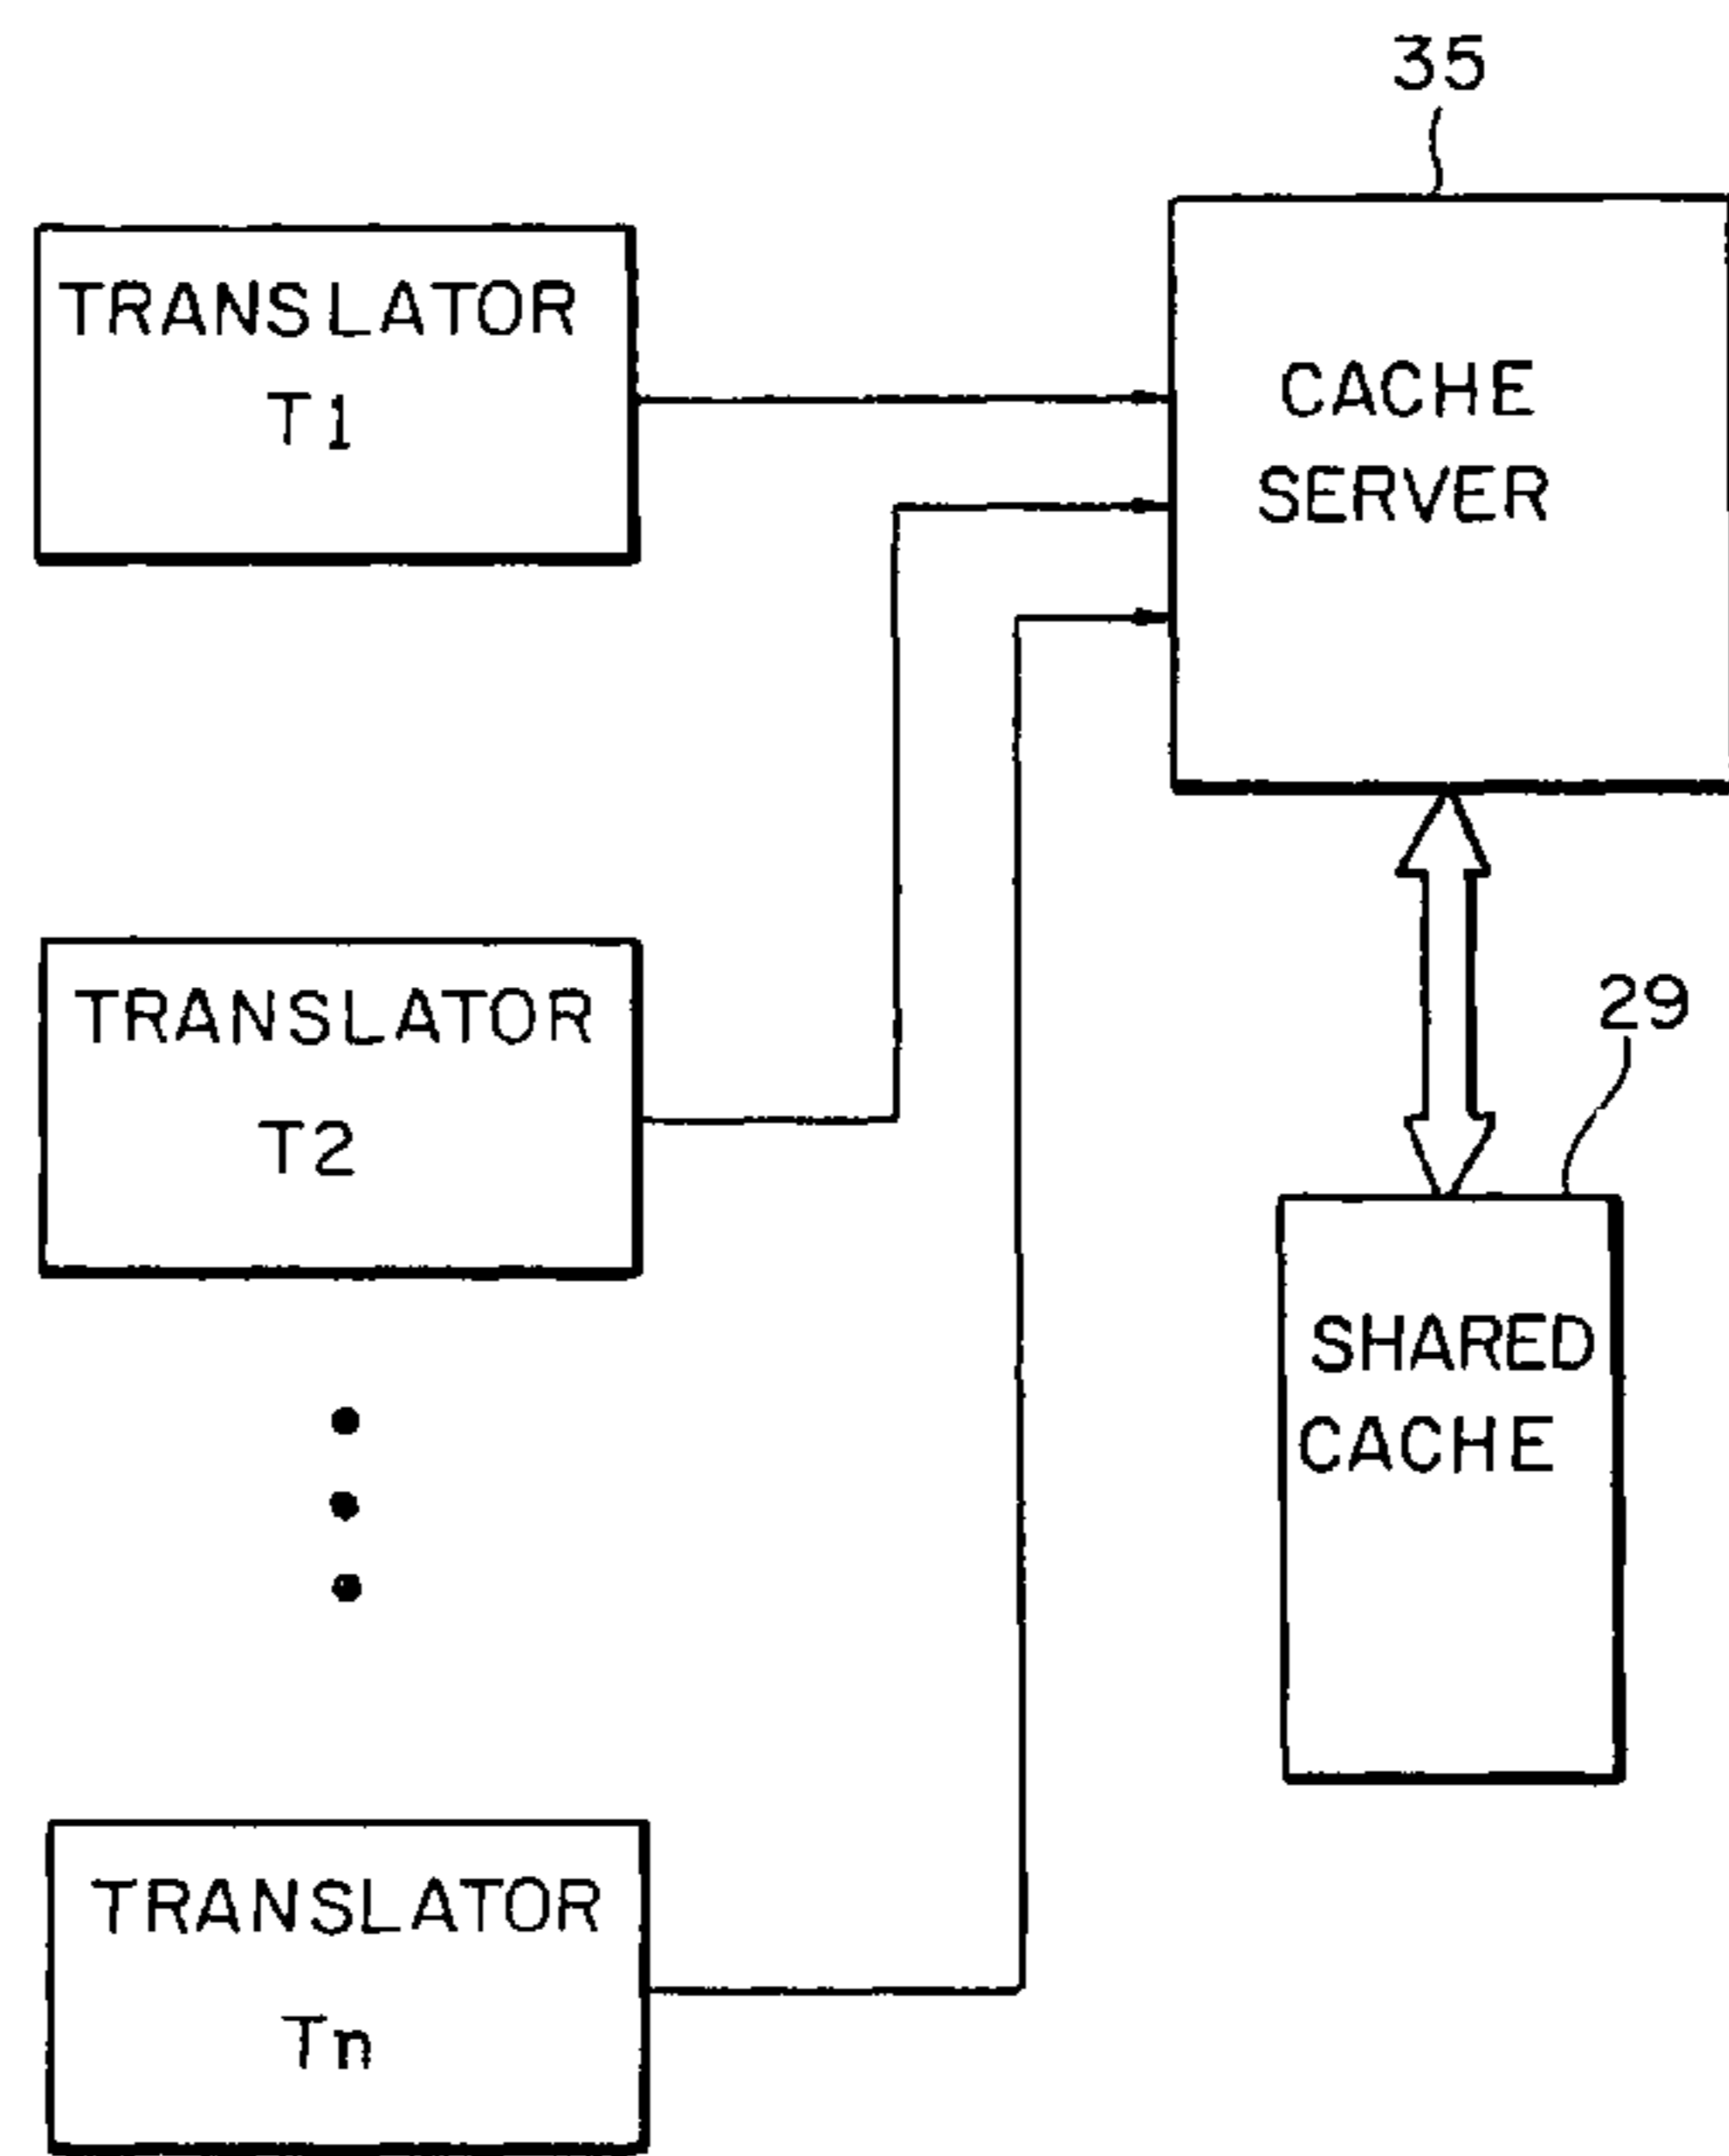 35
TRANSLATOR
T1
CACHE
SERVER
TRANSLATOR
T2
29
SHARED
CACHE
TRANSLATOR
Tn